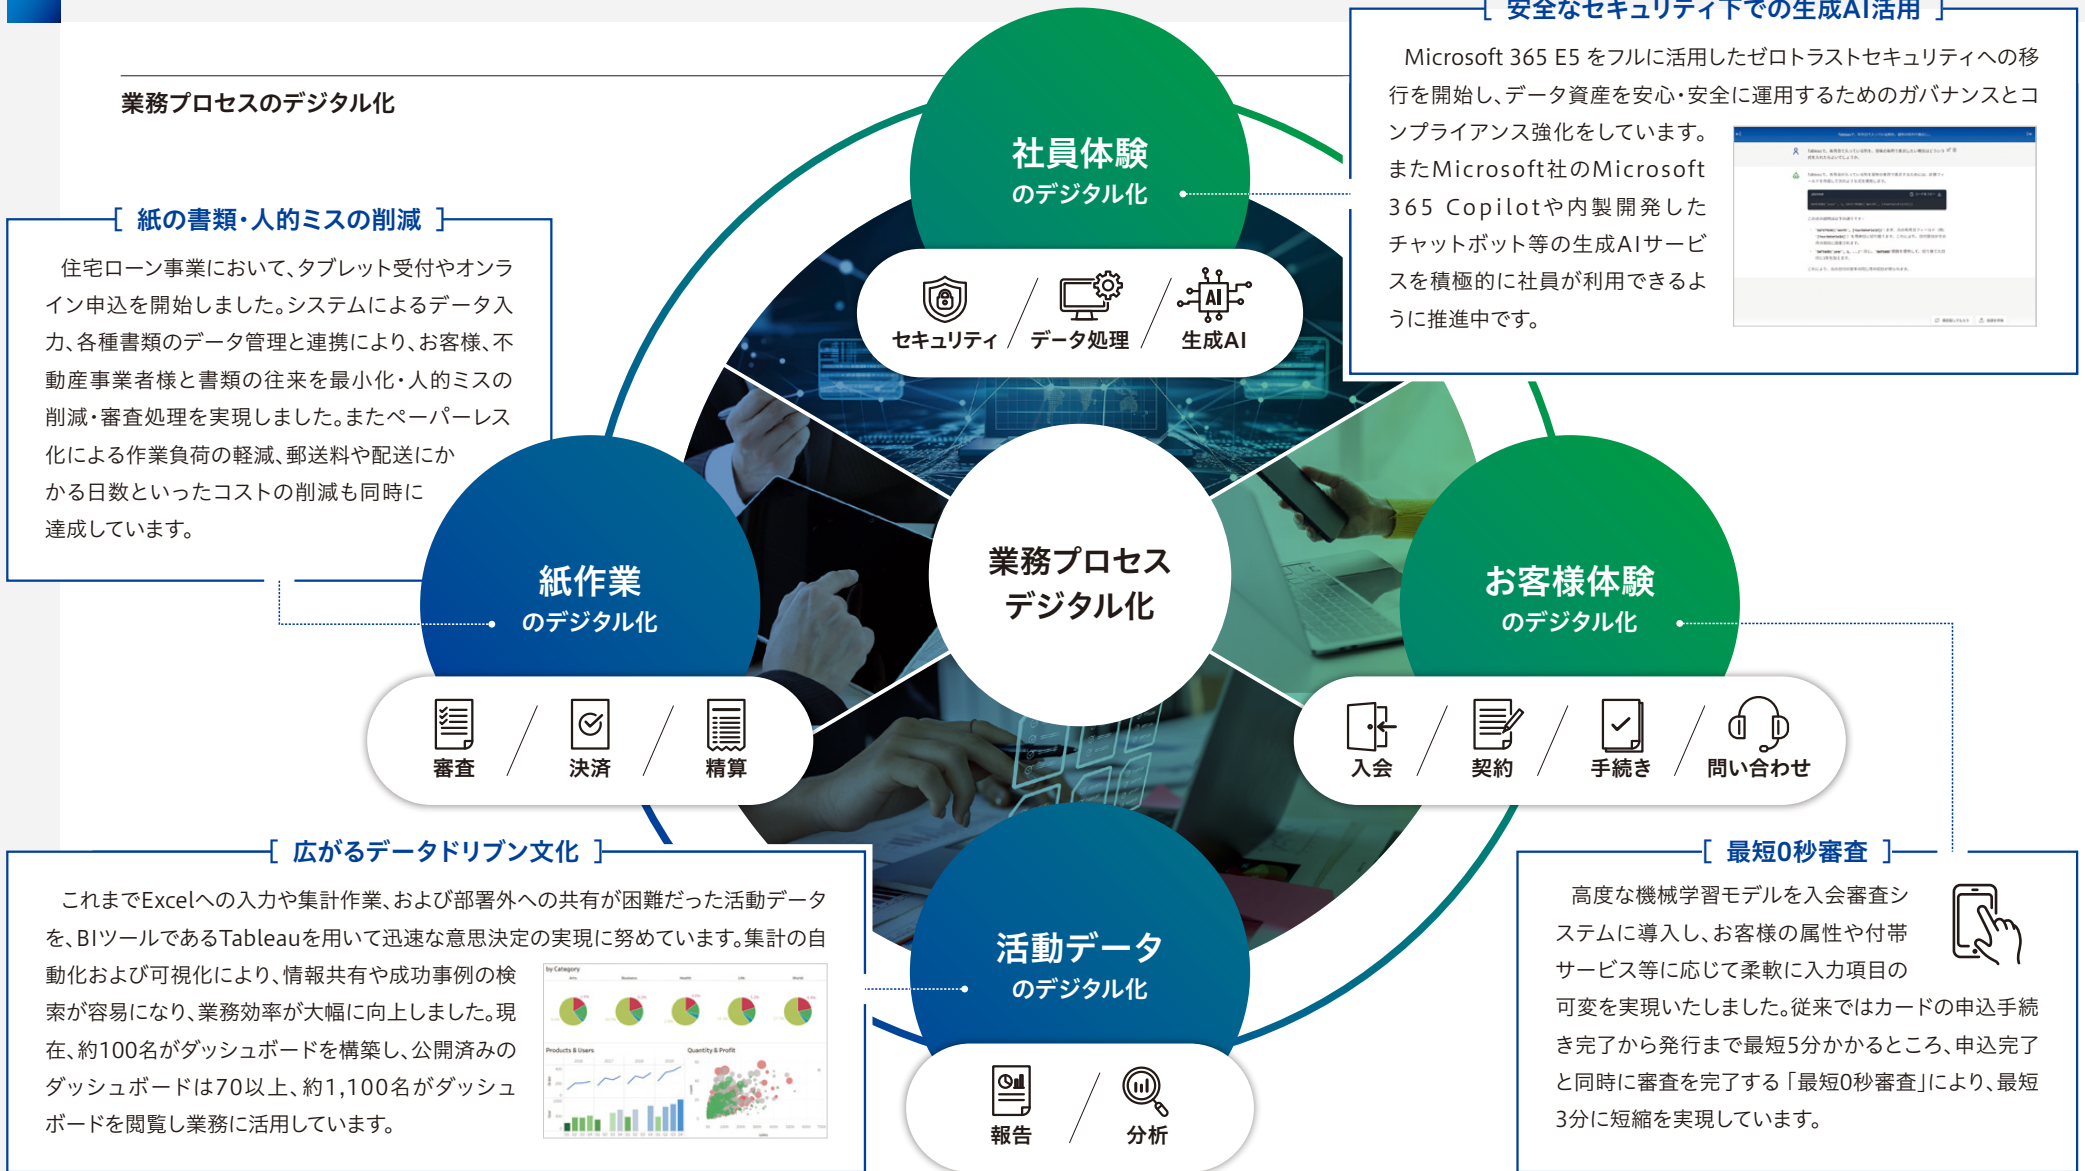 業務プロセスのデジタル化
[ 安全なセキュリティ下での生成AI活用 ]
Microsoft 365 E5 をフルに活用したゼロトラストセキュリティへの移
行を開始し、データ資産を安心・安全に運用するためのガバナンスとコ
ンプライアンス強化をしています。
またMicrosoft社のMicrosoft
365 Copilotや内製開発した
チャットボット等の生成AIサービ
スを積極的に社員が利用できるよ
うに推進中です。
社員体験
のデジタル化
セキュリティ / データ処理 / 生成AI
[ 紙の書類・人的ミスの削減 ]
住宅ローン事業において、タブレット受付やオンラ
イン申込を開始しました。システムによるデータ入
力、各種書類のデータ管理と連携により、お客様、不
動産事業者様と書類の往来を最小化・人的ミスの
削減・審査処理を実現しました。またペーパーレス
化による作業負荷の軽減、郵送料や配送にか
かる日数といったコストの削減も同時に
達成しています。
紙作業
のデジタル化
審査 / 決済 / 精算
業務プロセス
デジタル化
お客様体験
のデジタル化
入会 / 契約 / 手続き / 問い合わせ
[ 広がるデータドリブン文化 ]
これまでExcelへの入力や集計作業、および部署外への共有が困難だった活動データ
を、BIツールであるTableauを用いて迅速な意思決定の実現に努めています。集計の自
動化および可視化により、情報共有や成功事例の検
索が容易になり、業務効率が大幅に向上しました。現
在、約100名がダッシュボードを構築し、公開済みの
ダッシュボードは70以上、約1,100名がダッシュ
ボードを閲覧し業務に活用しています。
by Category
Products & Users
Quantity & Profit
活動データ
のデジタル化
報告 / 分析
[ 最短0秒審査 ]
高度な機械学習モデルを入会審査シ
ステムに導入し、お客様の属性や付帯
サービス等に応じて柔軟に入力項目の
可変を実現いたしました。従来ではカードの申込手続
き完了から発行まで最短5分かかるところ、申込完了
と同時に審査を完了する「最短0秒審査」により、最短
3分に短縮を実現しています。